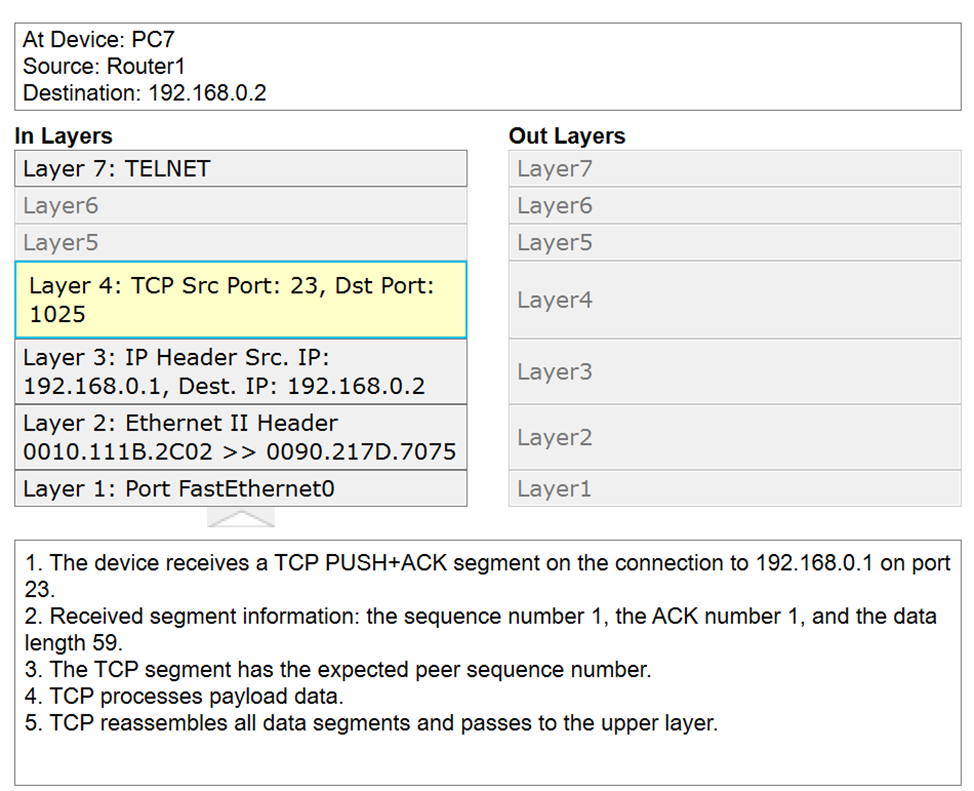 At Device: PC7
Source: Router1
Destination: 192.168.0.2
In Layers
Layer 7: TELNET
Layer6
Layer5
Layer 4: TCP Src Port: 23, Dst Port:
1025
Layer 3: IP Header Src. IP:
192.168.0.1, Dest. IP: 192.168.0.2
Layer 2: Ethernet II Header
0010.111B.2C02 >> 0090.217D.7075
Layer 1: Port FastEthernet0
Out Layers
Layer7
Layer6
Layer5
Layer4
Layer3
Layer2
Layer1
1. The device receives a TCP PUSH+ACK segment on the connection to 192.168.0.1 on port
23.
2. Received segment information: the sequence number 1, the ACK number 1, and the data
length 59.
3. The TCP segment has the expected peer sequence number.
4. TCP processes payload data.
5. TCP reassembles all data segments and passes to the upper layer.